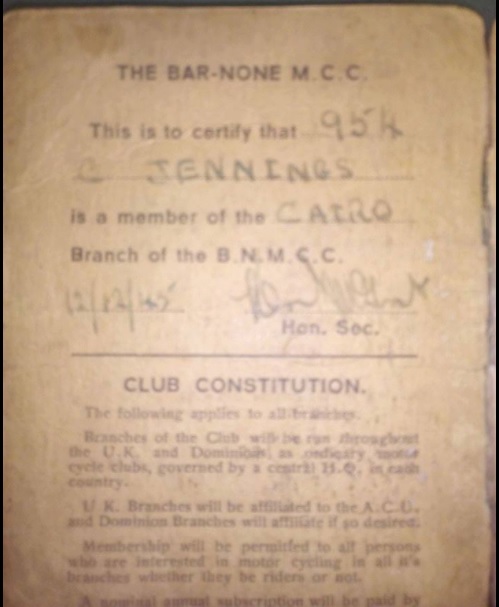 THE BAR-NONE M.C.C.
This is to certify that 954
C JENNINGS
is a member of the CAIRO
Branch of the B.N.M.C.C.
12/12/45
Hon. Sec.
CLUB CONSTITUTION.
The following applies to all branches.
Branches of the Club will be run throughout
the U.K. and Dominions as ordinary motor
cycle clubs, governed by a central H.Q. in each
country.
U K. Branches will be affiliated to the A.C.U.
and Dominion Branches will affiliate if so desired.
Membership will be permitted to all persons
who are interested in motor cycling in all it's
branches whether they be riders or not.
A nominal annual subscription will be paid by